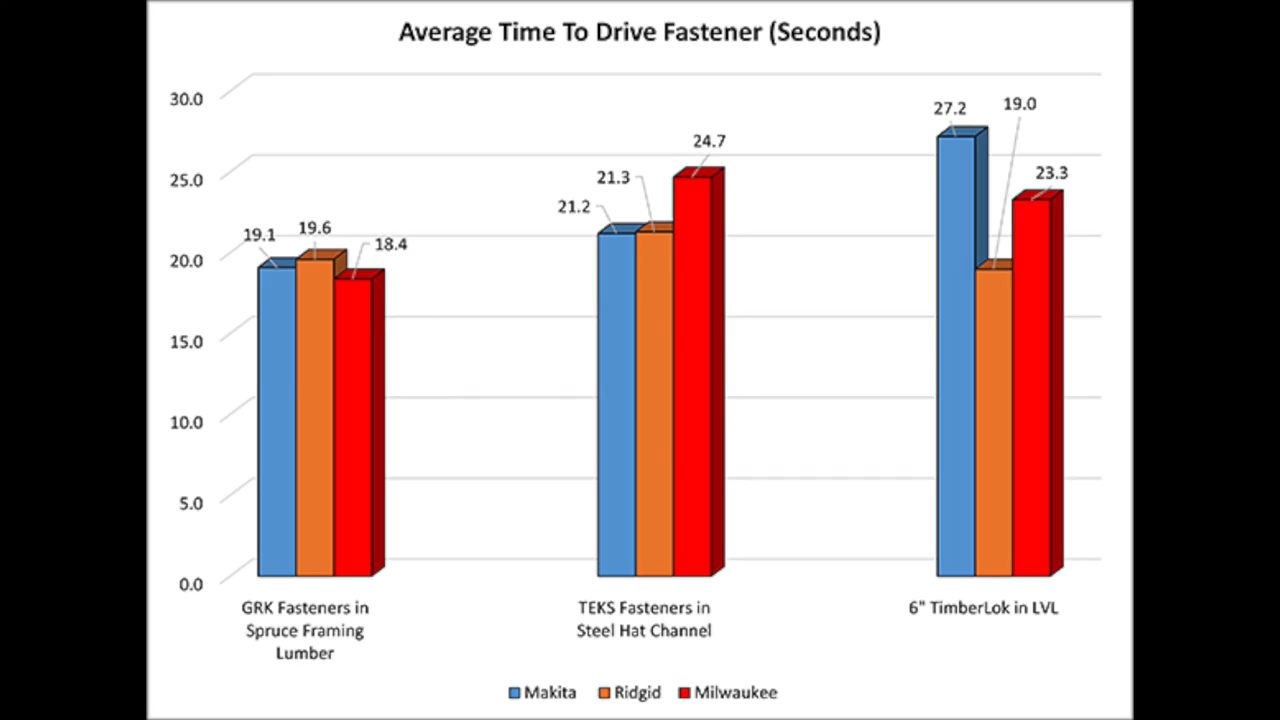 Average Time To Drive Fastener (Seconds)
30.0
25.0
20.0
15.0
10.0
5.0
0.0
19.1
19.6
18.4
21.2
21.3
24.7
27.2
19.0
23.3
GRK Fasteners in
Spruce Framing
Lumber
TEKS Fasteners in
Steel Hat Channel
6" TimberLok in LVL
Makita
Ridgid
Milwaukee